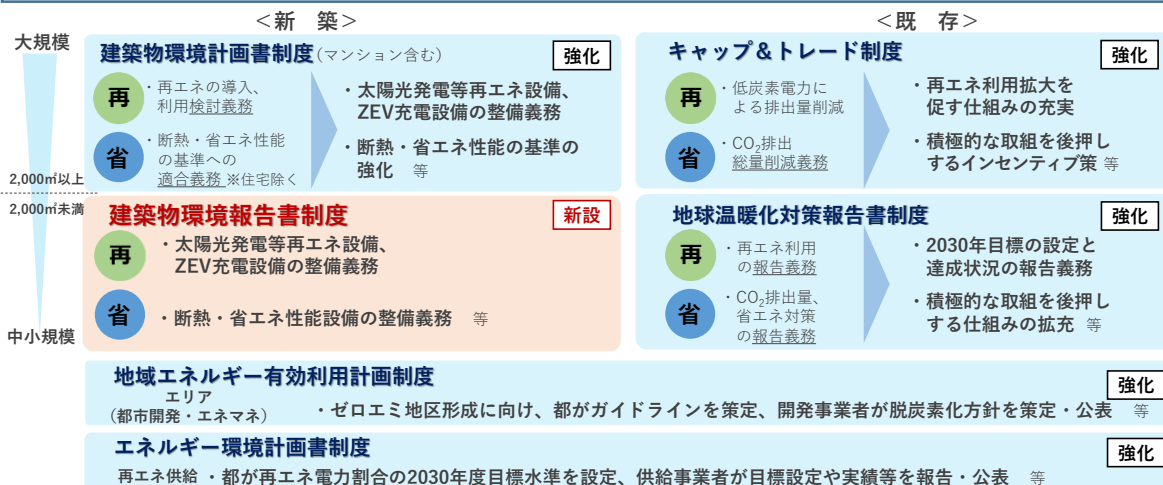 ＜新　築＞
＜既　存＞
大規模
2,000㎡以上
2,000㎡未満
中小規模
建築物環境計画書制度(マンション含む)
強化
再
・再エネの導入、
利用検討義務
省
・断熱・省エネ性能
の基準への
適合義務 ※住宅除く
・太陽光発電等再エネ設備、
ZEV充電設備の整備義務
・断熱・省エネ性能の基準の
強化　等
キャップ＆トレード制度
強化
再
・低炭素電力に
よる排出量削減
省
・CO2排出
総量削減義務
・再エネ利用拡大を
促す仕組みの充実
・積極的な取組を後押し
するインセンティブ策 等
建築物環境報告書制度
新設
再
・太陽光発電等再エネ設備、
ZEV充電設備の整備義務
省
・断熱・省エネ性能設備の整備義務　等
地球温暖化対策報告書制度
強化
再
・再エネ利用
の報告義務
省
・CO2排出量、
省エネ対策
の報告義務
・2030年目標の設定と
達成状況の報告義務
・積極的な取組を後押し
する仕組みの拡充 等
地域エネルギー有効利用計画制度
強化
エリア
（都市開発・エネマネ）
・ゼロエミ地区形成に向け、都がガイドラインを策定、開発事業者が脱炭素化方針を策定・公表　等
エネルギー環境計画書制度
強化
再エネ供給 ・都が再エネ電力割合の2030年度目標水準を設定、供給事業者が目標設定や実績等を報告・公表　等